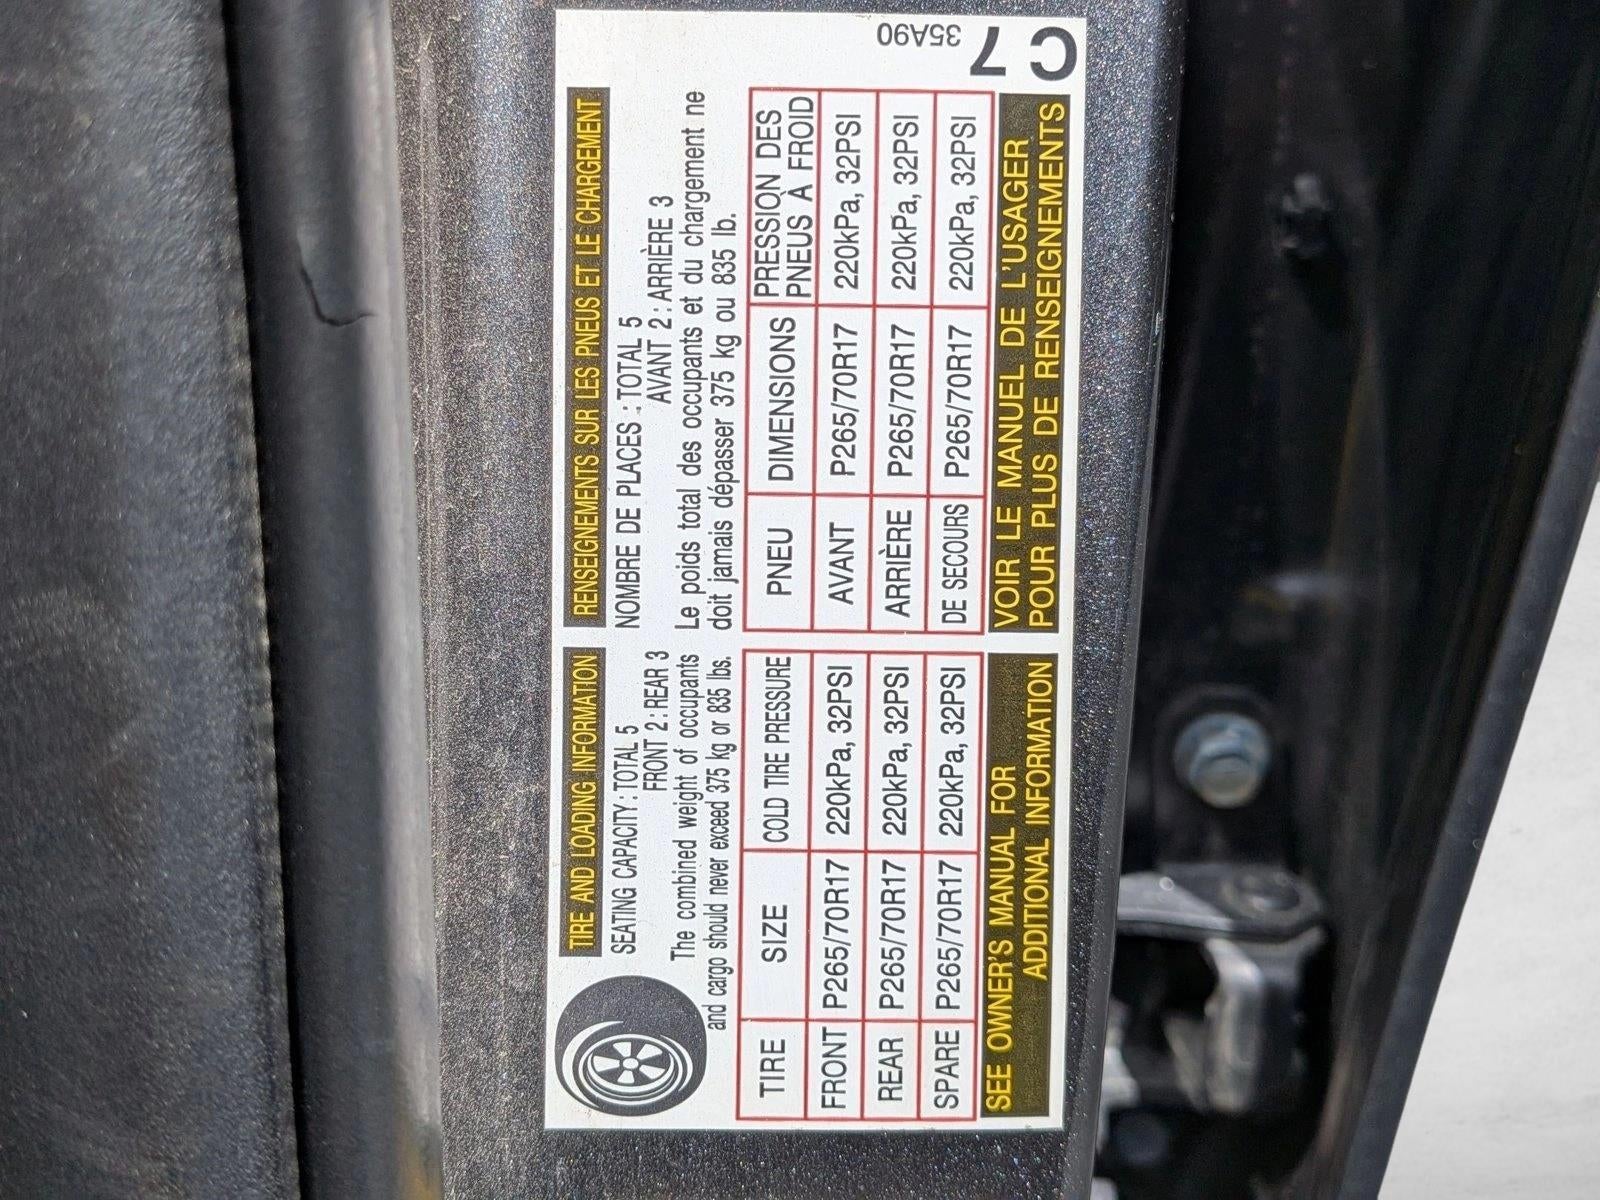 TIRE AND LOADING INFORMATION
SEATING CAPACITY : TOTAL 5
FRONT 2 : REAR 3
The combined weight of occupants
and cargo should never exceed 375 kg or 835 lbs.
TIRE SIZE COLD TIRE PRESSURE
FRONT P265/70R17 220kPa, 32PSI
REAR P265/70R17 220kPa, 32PSI
SPARE P265/70R17 220kPa, 32PSI
SEE OWNER'S MANUAL FOR
ADDITIONAL INFORMATION
RENSEIGNEMENTS SUR LES PNEUS ET LE CHARGEMENT
NOMBRE DE PLACES : TOTAL 5
AVANT 2 : ARRIÈRE 3
Le poids total des occupants et du chargement ne
doit jamais dépasser 375 kg ou 835 lb.
PNEU DIMENSIONS PRESSION DES
PNEUS À FROID
AVANT P265/70R17 220kPa, 32PSI
ARRIÈRE P265/70R17 220kPa, 32PSI
DE SECOURS P265/70R17 220kPa, 32PSI
VOIR LE MANUEL DE L'USAGER
POUR PLUS DE RENSEIGNEMENTS
C 7
35A90